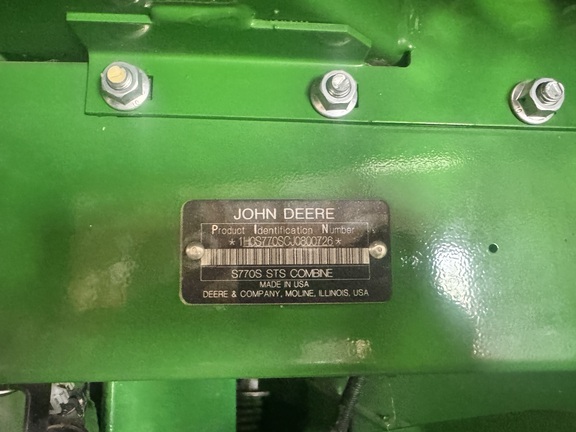 JOHN DEERE
Product Identification Number
*1H0S770SCJ0800726*
S770S STS COMBINE
MADE IN USA
DEERE & COMPANY, MOLINE, ILLINOIS, USA